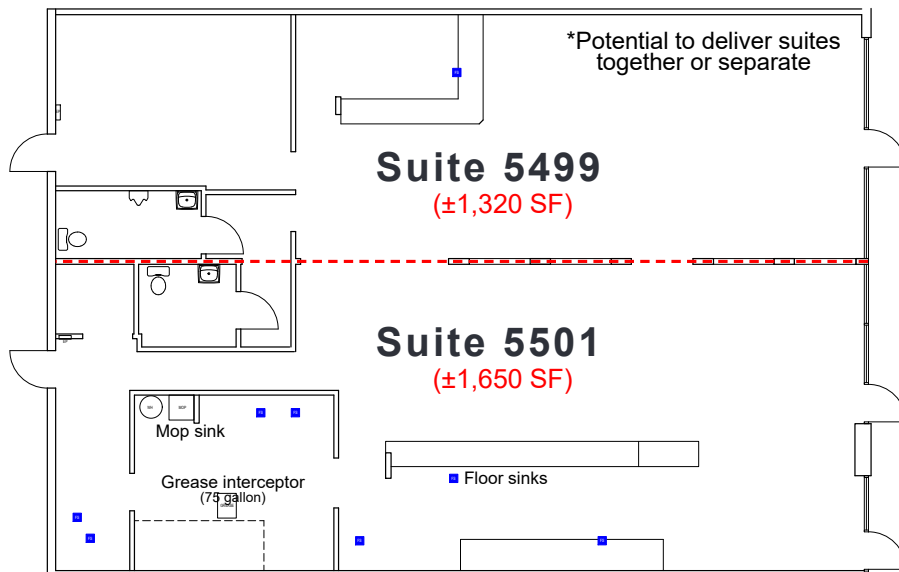 *Potential to deliver suites
together or separate
Suite 5499
(±1,320 SF)
Suite 5501
(±1,650 SF)
Mop sink
Grease interceptor
(75 gallon)
Floor sinks